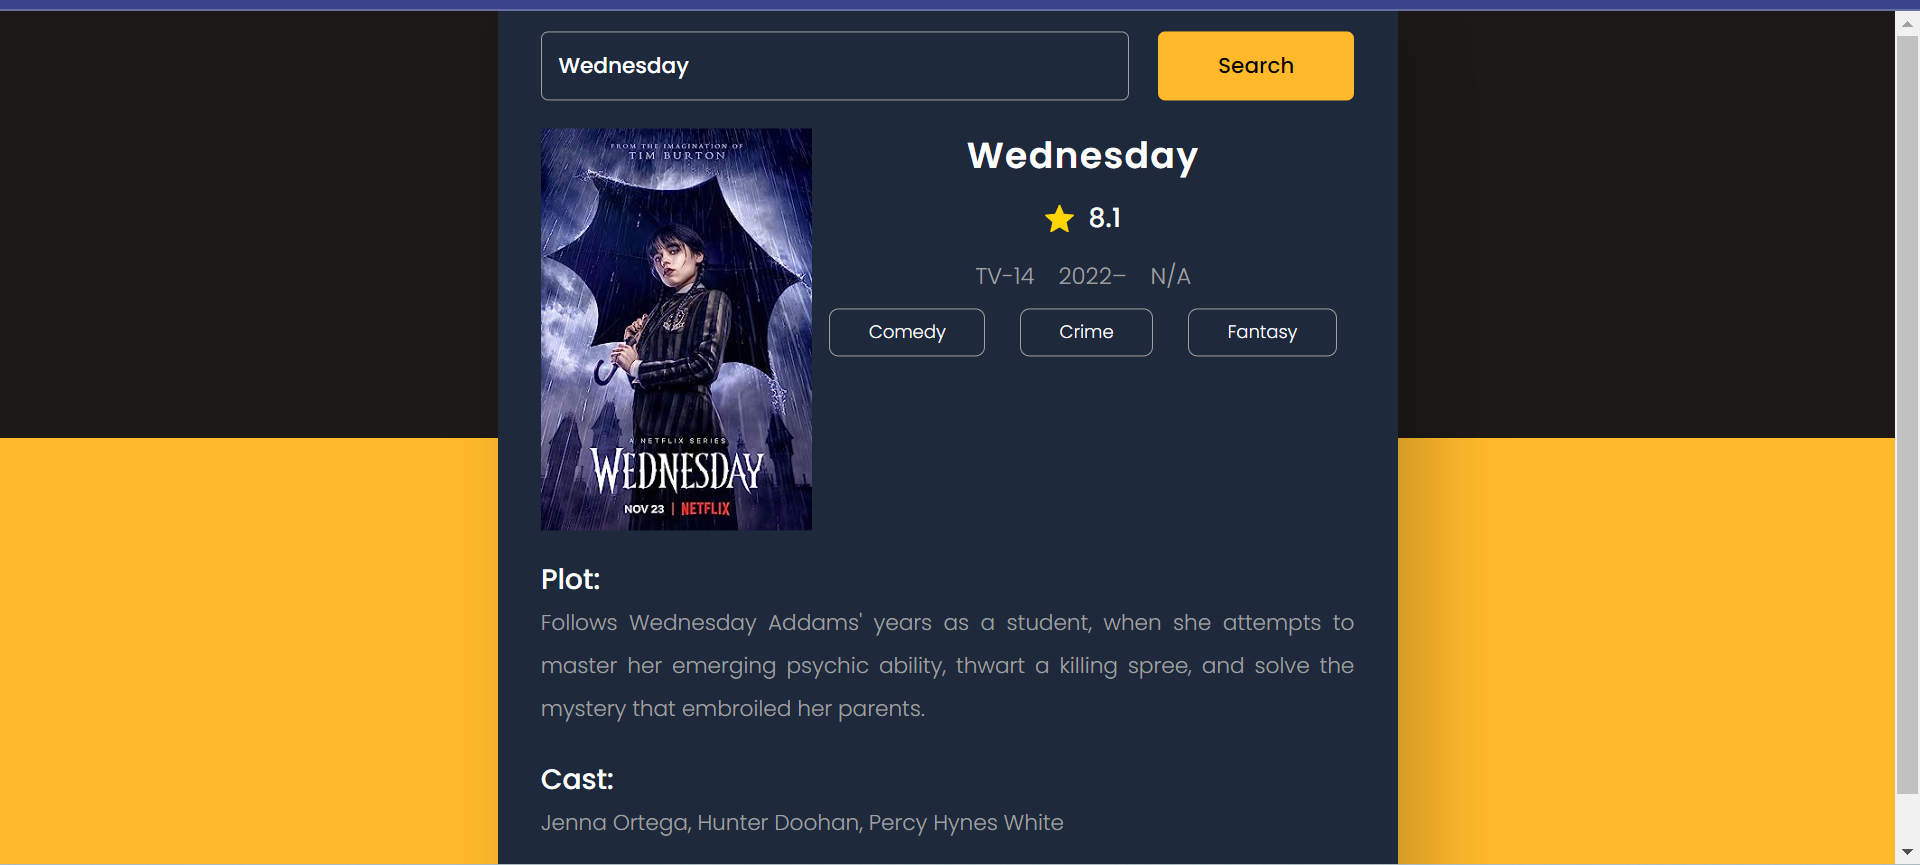 Wednesday
Search
FROM THE IMAGINATION OF
TIM BURTON
A NETFLIX SERIES
WEDNESDAY
NOV 23 | NETFLIX
Wednesday
8.1
TV-14 2022– N/A
Comedy Crime Fantasy
Plot:
Follows Wednesday Addams' years as a student, when she attempts to
master her emerging psychic ability, thwart a killing spree, and solve the
mystery that embroiled her parents.
Cast:
Jenna Ortega, Hunter Doohan, Percy Hynes White